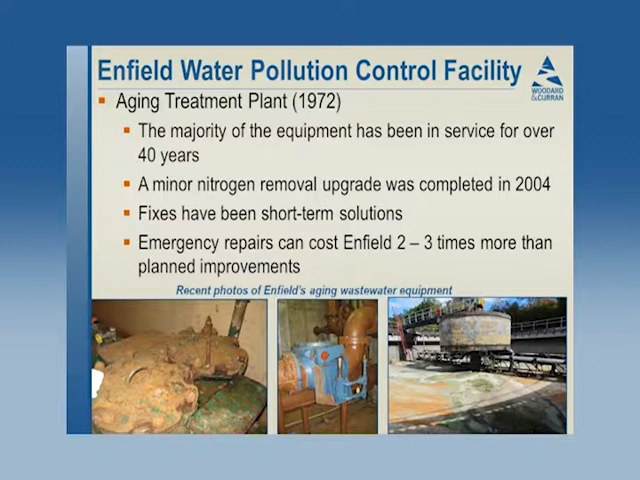 Enfield Water Pollution Control Facility
WOODARD
&CURRAN
Aging Treatment Plant (1972)
The majority of the equipment has been in service for over
40 years
A minor nitrogen removal upgrade was completed in 2004
Fixes have been short-term solutions
Emergency repairs can cost Enfield 2 – 3 times more than
planned improvements
Recent photos of Enfield's aging wastewater equipment